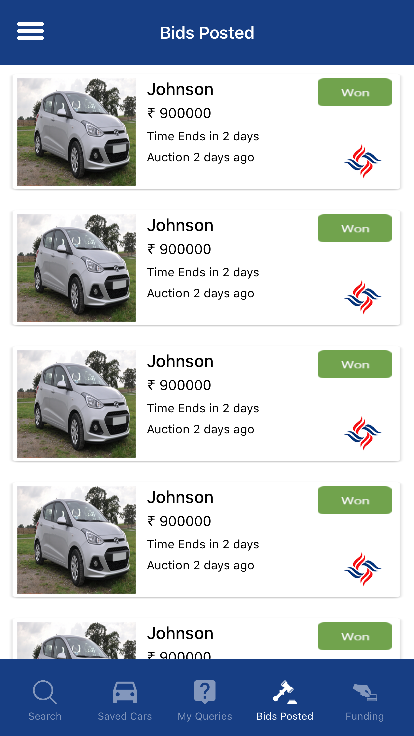 Bids Posted
Johnson
Won
₹ 900000
Time Ends in 2 days
Auction 2 days ago
Johnson
Won
₹ 900000
Time Ends in 2 days
Auction 2 days ago
Johnson
Won
₹ 900000
Time Ends in 2 days
Auction 2 days ago
Johnson
Won
₹ 900000
Time Ends in 2 days
Auction 2 days ago
Johnson
Won
₹ 900000
Search
Saved Cars
My Queries
Bids Posted
Funding